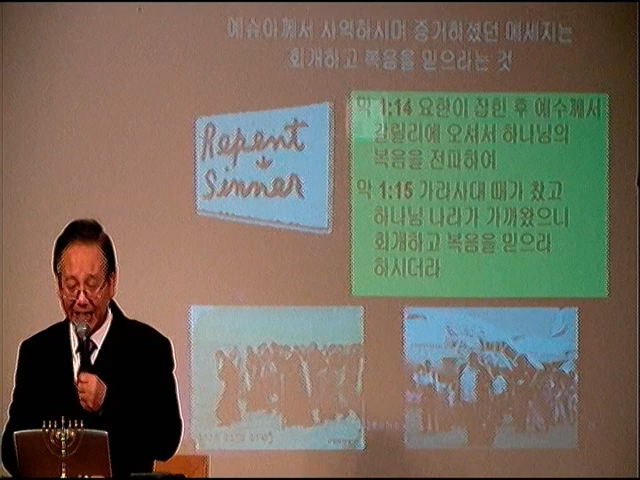 예슈아께서 사역하시며 증거하셨던 메세지는
회개하고 복음을 믿으라는 것
Repent
Sinner
막 1:14 요한이 잡힌 후 예수께서
갈릴리에 오셔서 하나님의
복음을 전파하여
막 1:15 가라사대 때가 찼고
하나님 나라가 가까왔으니
회개하고 복음을 믿으라
하시더라